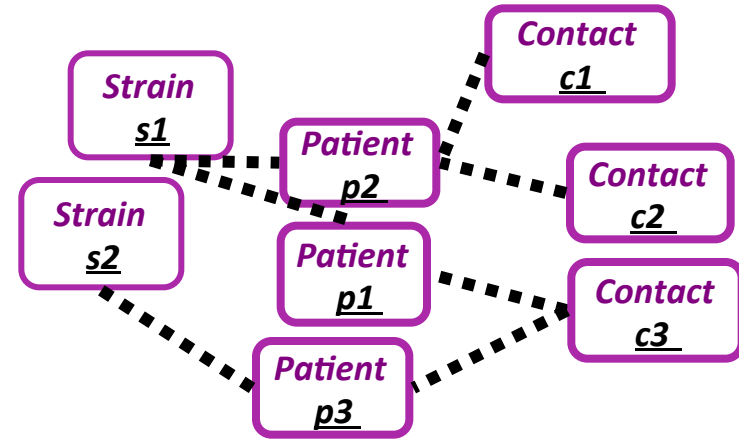 Contact
c1
Strain
s1
Patient
p2
Contact
c2
Strain
s2
Patient
p1
Contact
c3
Patient
p3